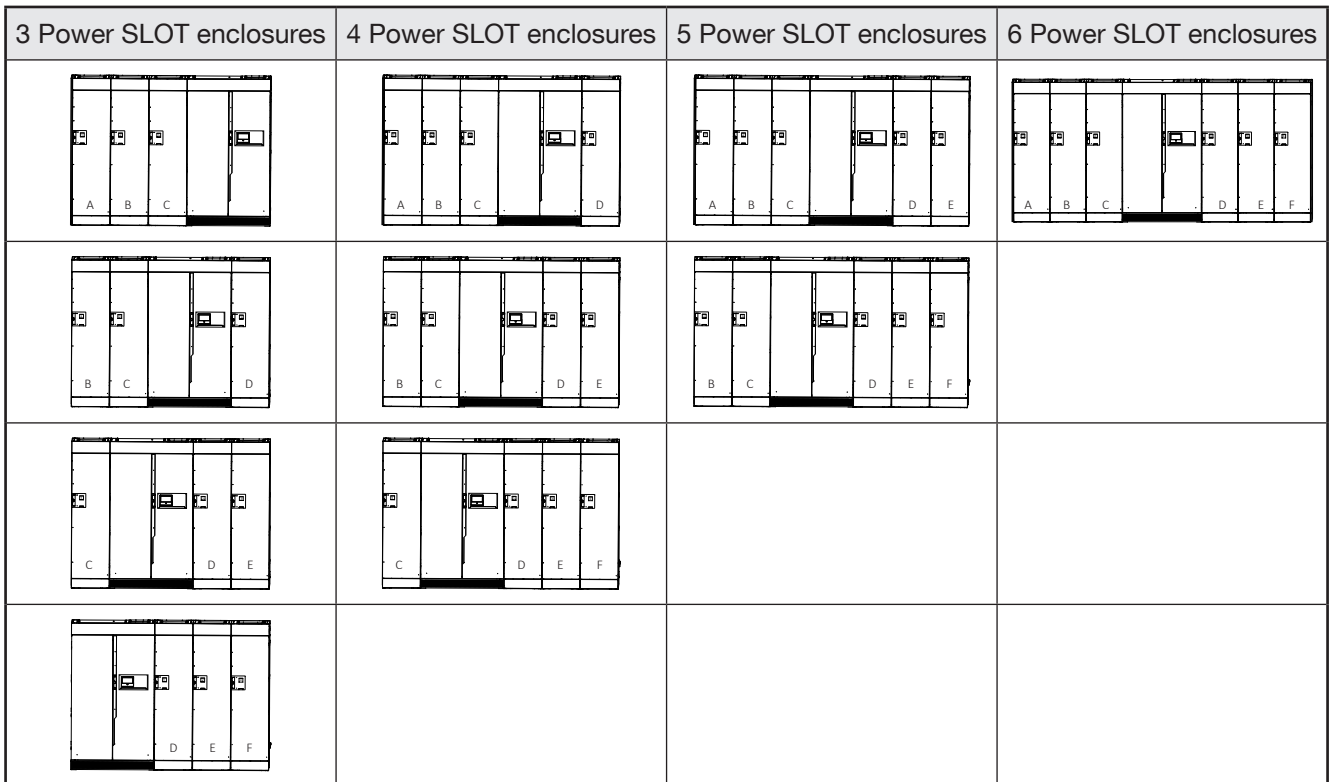 3 Power SLOT enclosures 4 Power SLOT enclosures 5 Power SLOT enclosures 6 Power SLOT enclosures
A B C A B C D A B C D E A B C D E F
B C D B C D E B C D E F
C D E C D E F
D E F